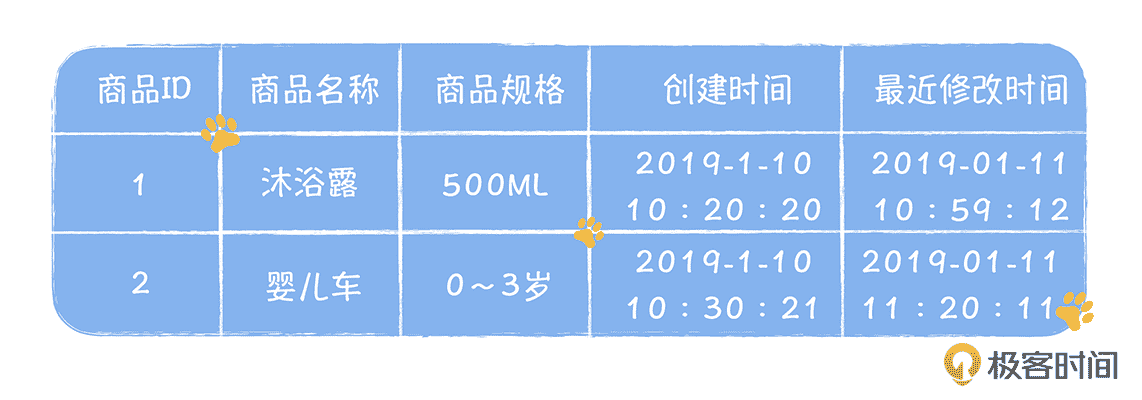 商品ID 商品名称 商品规格 创建时间 最近修改时间
1 沐浴露 500ML 2019-1-10 10：20：20 2019-01-11 10：59：12
2 婴儿车 0～3岁 2019-1-10 10：30：21 2019-01-11 11：20：11
极客时间